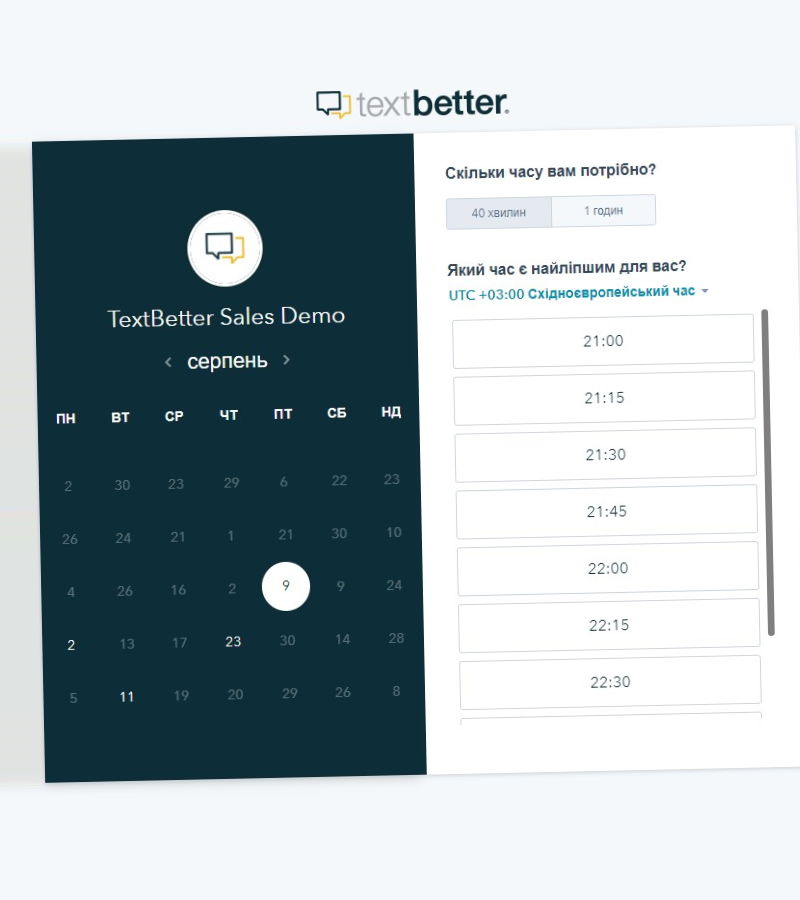 textbetter.
TextBetter Sales Demo
серпень
ПН ВТ СР ЧТ ПТ СБ НД
2 30 23 29 6 22 23
26 24 21 1 21 30 10
4 26 16 2 9 9 24
2 13 17 23 30 14 28
5 11 19 20 29 26 8
Скільки часу вам потрібно?
40 хвилин 1 годин
Який час є найліпшим для вас?
UTC +03:00 Східноєвропейський час
21:00
21:15
21:30
21:45
22:00
22:15
22:30